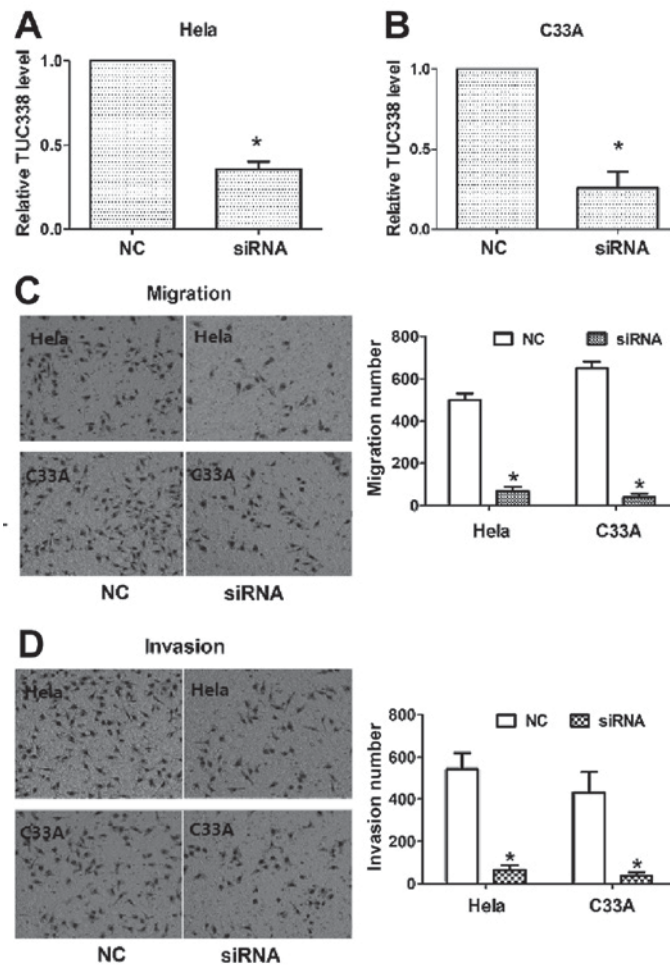 A
Hela
Relative TUC338 level
1.0
0.5
0.0
*
NC
siRNA
B
C33A
Relative TUC338 level
1.0
0.5
0.0
*
NC
siRNA
C
Migration
Hela
Hela
C33A
C33A
NC
siRNA
NC
siRNA
Migration number
800
600
400
200
0
*
*
Hela
C33A
D
Invasion
Hela
Hela
C33A
C33A
NC
siRNA
NC
siRNA
Invasion number
800
600
400
200
0
*
*
Hela
C33A